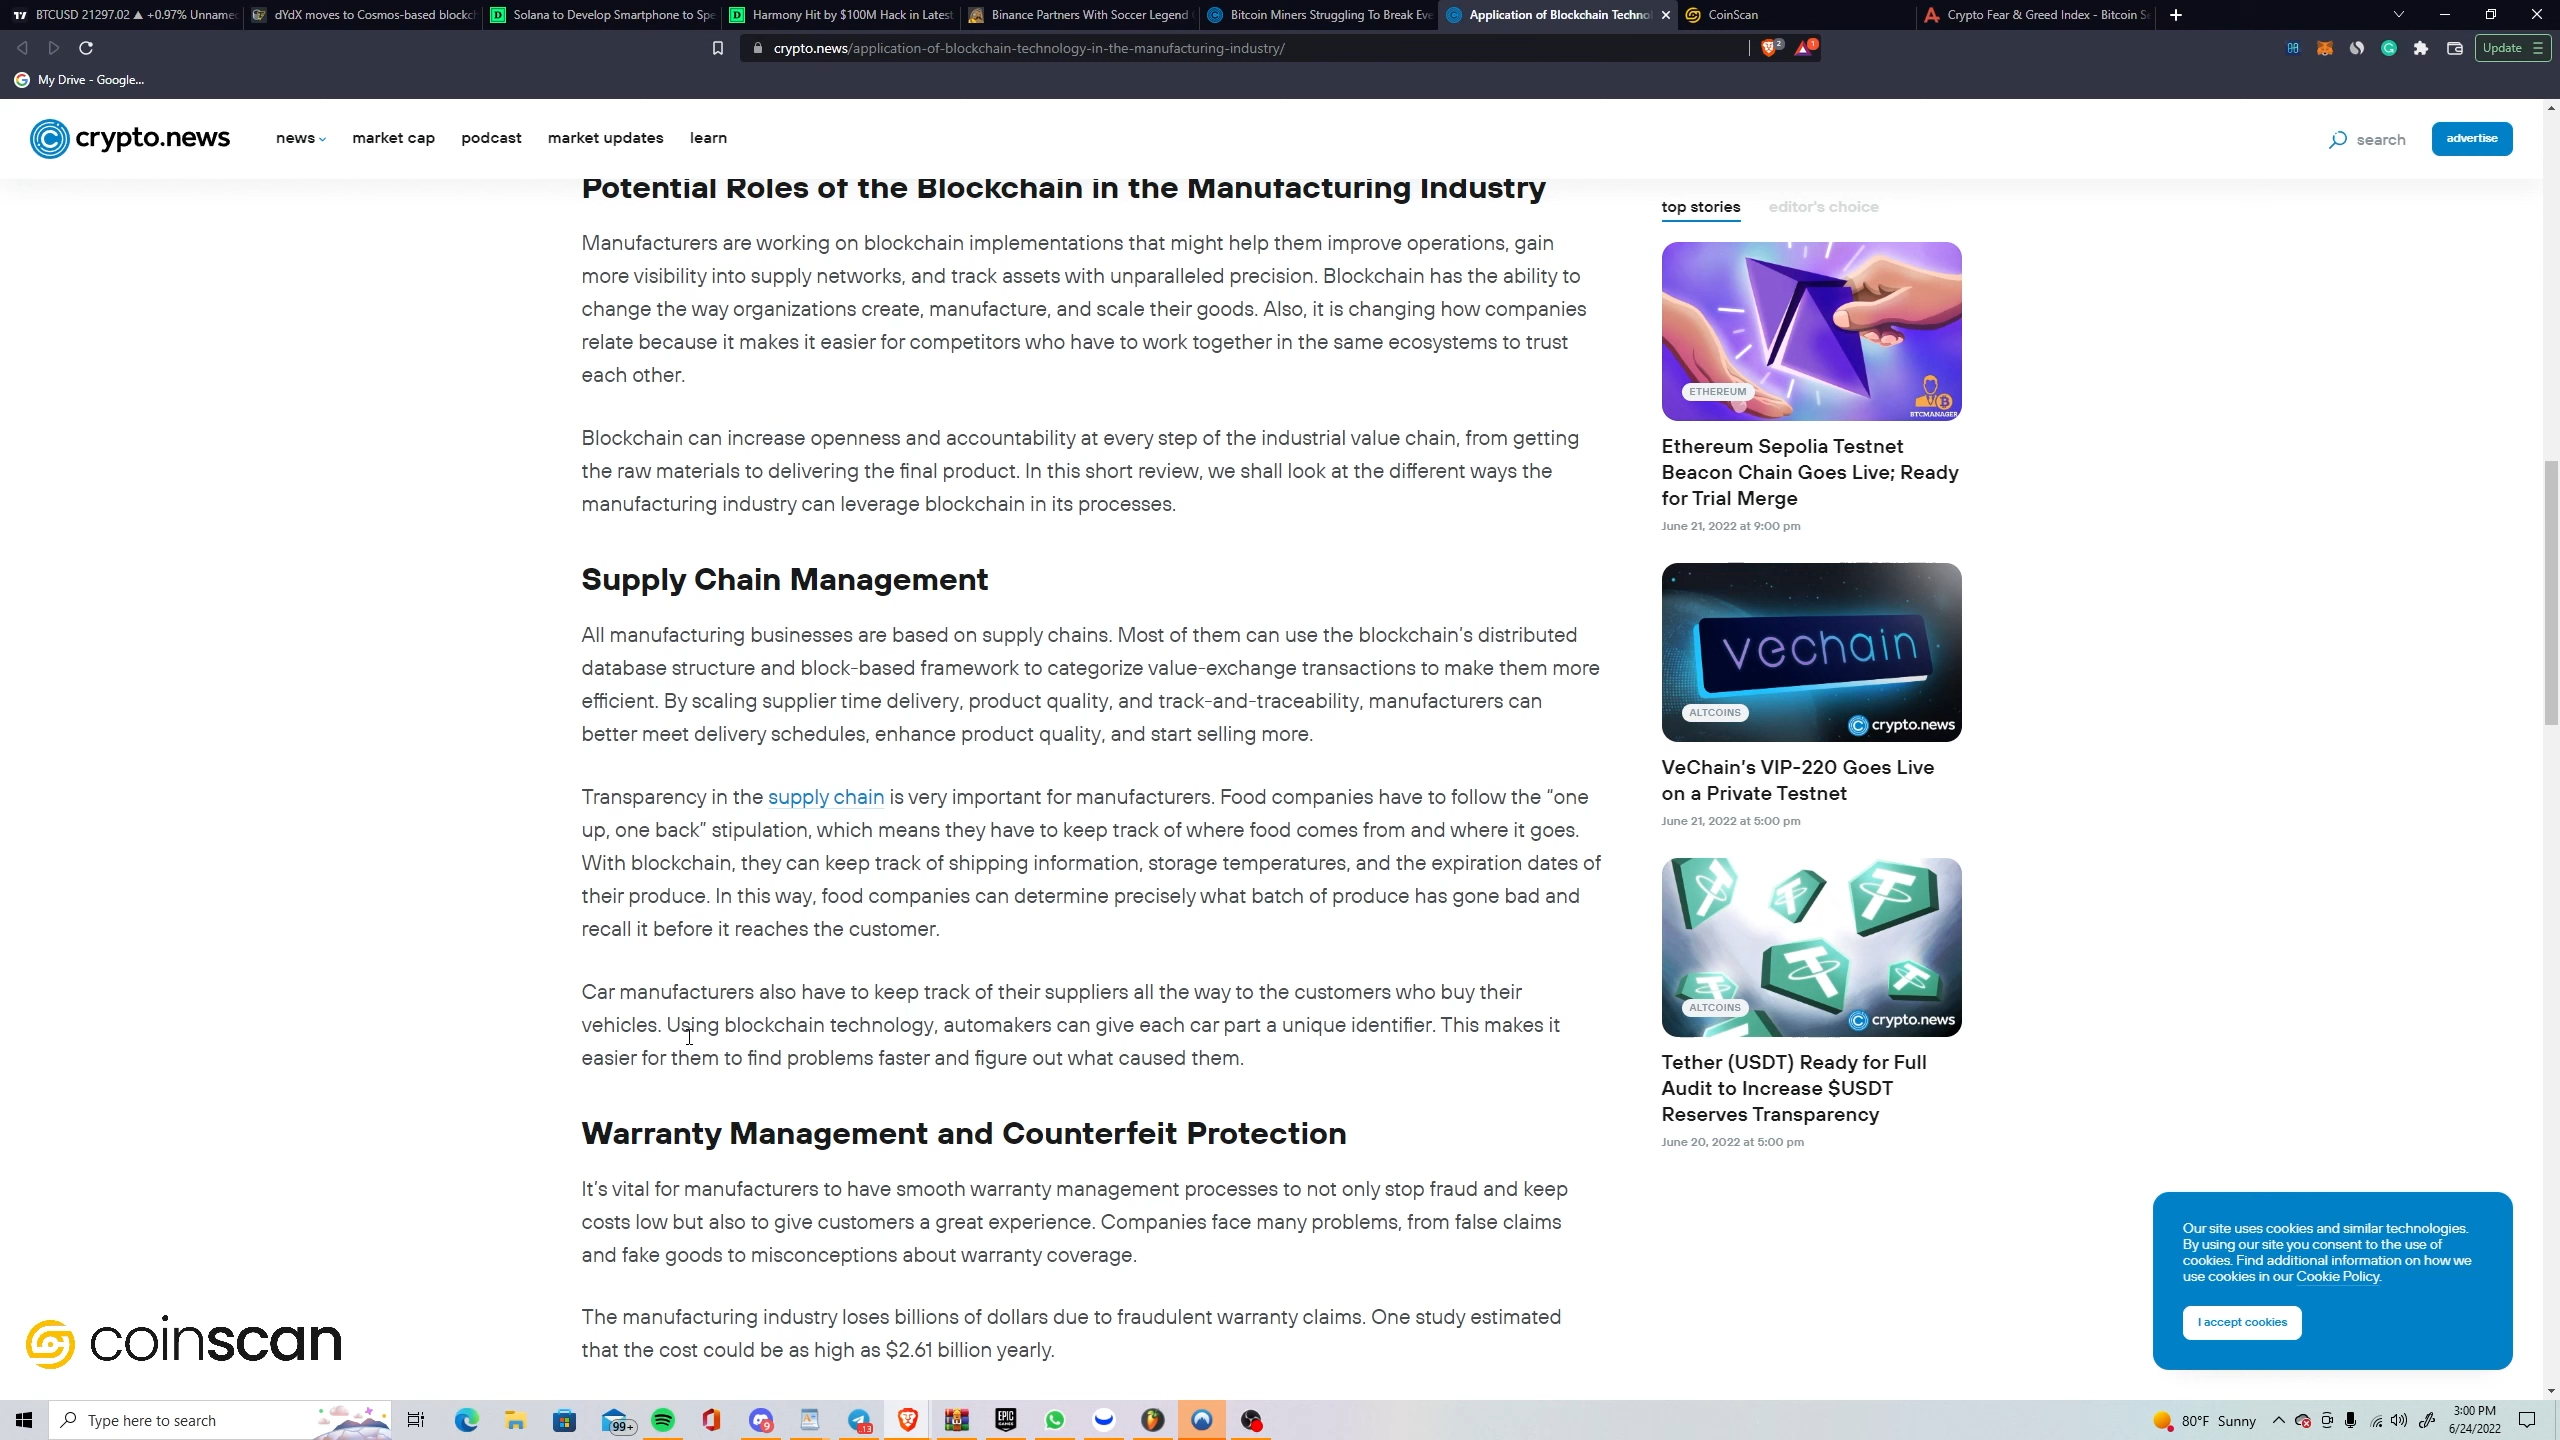 BTCUSD 21297.02 ▲ +0.97% Unnamed
dYdX moves to Cosmos-based blockch
Solana to Develop Smartphone to Spe
Harmony Hit by $100M Hack in Latest
Binance Partners With Soccer Legend
Bitcoin Miners Struggling To Break Eve
Application of Blockchain Technol
CoinScan
Crypto Fear & Greed Index - Bitcoin Se
crypto.news/application-of-blockchain-technology-in-the-manufacturing-industry/
2
1
Update
My Drive - Google...
crypto.news
news
market cap
podcast
market updates
learn
search
advertise
Potential Roles of the Blockchain in the Manufacturing Industry
Manufacturers are working on blockchain implementations that might help them improve operations, gain
more visibility into supply networks, and track assets with unparalleled precision. Blockchain has the ability to
change the way organizations create, manufacture, and scale their goods. Also, it is changing how companies
relate because it makes it easier for competitors who have to work together in the same ecosystems to trust
each other.
Blockchain can increase openness and accountability at every step of the industrial value chain, from getting
the raw materials to delivering the final product. In this short review, we shall look at the different ways the
manufacturing industry can leverage blockchain in its processes.
Supply Chain Management
All manufacturing businesses are based on supply chains. Most of them can use the blockchain's distributed
database structure and block-based framework to categorize value-exchange transactions to make them more
efficient. By scaling supplier time delivery, product quality, and track-and-traceability, manufacturers can
better meet delivery schedules, enhance product quality, and start selling more.
Transparency in the supply chain is very important for manufacturers. Food companies have to follow the “one
up, one back” stipulation, which means they have to keep track of where food comes from and where it goes.
With blockchain, they can keep track of shipping information, storage temperatures, and the expiration dates of
their produce. In this way, food companies can determine precisely what batch of produce has gone bad and
recall it before it reaches the customer.
Car manufacturers also have to keep track of their suppliers all the way to the customers who buy their
vehicles. Using blockchain technology, automakers can give each car part a unique identifier. This makes it
easier for them to find problems faster and figure out what caused them.
Warranty Management and Counterfeit Protection
It's vital for manufacturers to have smooth warranty management processes to not only stop fraud and keep
costs low but also to give customers a great experience. Companies face many problems, from false claims
and fake goods to misconceptions about warranty coverage.
The manufacturing industry loses billions of dollars due to fraudulent warranty claims. One study estimated
that the cost could be as high as $2.61 billion yearly.
top stories
editor's choice
ETHEREUM
BTCMANAGER
Ethereum Sepolia Testnet
Beacon Chain Goes Live; Ready
for Trial Merge
June 21, 2022 at 9:00 pm
vechain
ALTCOINS
crypto.news
VeChain's VIP-220 Goes Live
on a Private Testnet
June 21, 2022 at 5:00 pm
ALTCOINS
crypto.news
Tether (USDT) Ready for Full
Audit to Increase $USDT
Reserves Transparency
June 20, 2022 at 5:00 pm
Our site uses cookies and similar technologies.
By using our site you consent to the use of
cookies. Find additional information on how we
use cookies in our Cookie Policy.
I accept cookies
coinscan
Type here to search
99+
9
13
EPIC
GAMES
80°F Sunny
3:00 PM
6/24/2022